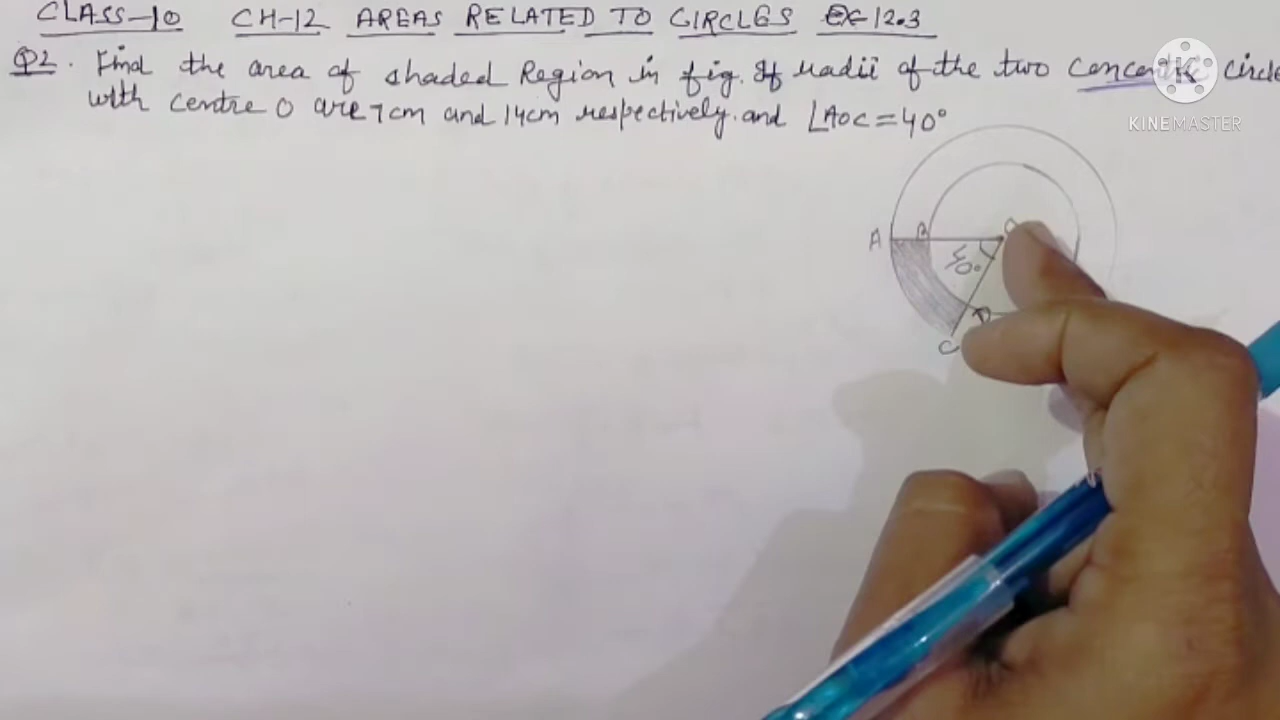 CLASS-10 CH-12 AREAS RELATED TO CIRCLES EX-12.3
Q2. Find the area of shaded Region in fig. If radii of the two concentric circle
with centre O are 7cm and 14cm respectively. and ∠AOC = 40°
K
KINEMASTER
A B O
40°
D
C